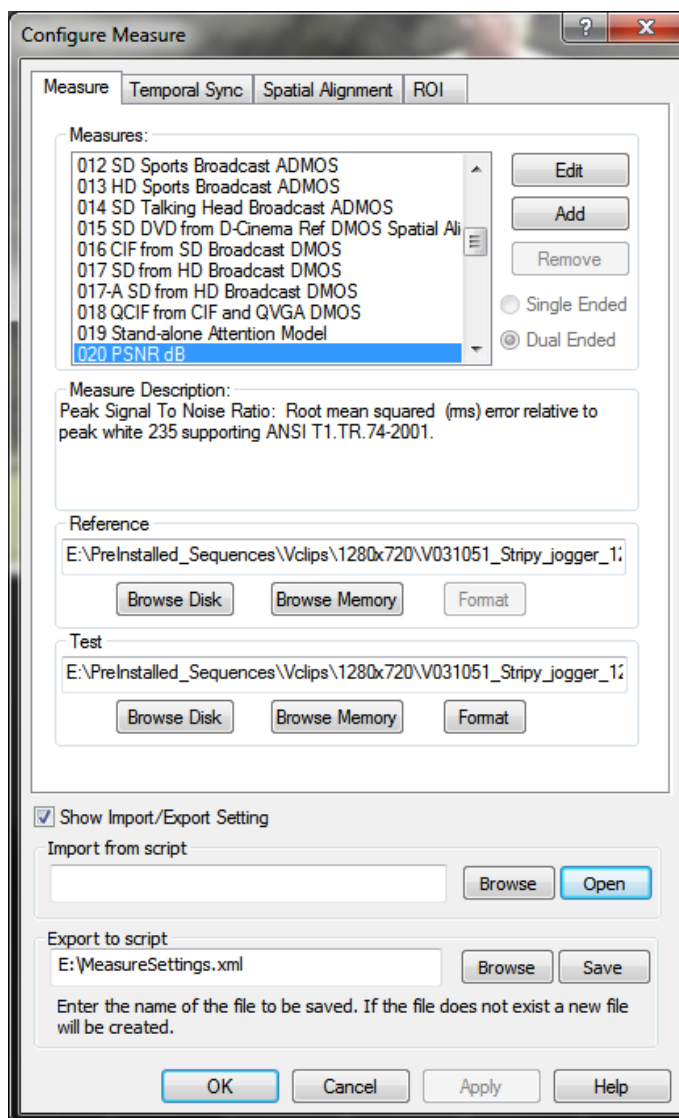 Configure Measure
Measure
Temporal Sync
Spatial Alignment
ROI
Measures:
012 SD Sports Broadcast ADMOS
013 HD Sports Broadcast ADMOS
014 SD Talking Head Broadcast ADMOS
015 SD DVD from D-Cinema Ref DMOS Spatial Ali
016 CIF from SD Broadcast DMOS
017 SD from HD Broadcast DMOS
017-A SD from HD Broadcast DMOS
018 QCIF from CIF and QVGA DMOS
019 Stand-alone Attention Model
020 PSNR dB
Edit
Add
Remove
Single Ended
Dual Ended
Measure Description:
Peak Signal To Noise Ratio: Root mean squared (rms) error relative to
peak white 235 supporting ANSI T1.TR.74-2001.
Reference
E:\PreInstalled_Sequences\Vclips\1280x720\V031051_Stripy_jogger_12
Browse Disk
Browse Memory
Format
Test
E:\PreInstalled_Sequences\Vclips\1280x720\V031051_Stripy_jogger_12
Browse Disk
Browse Memory
Format
Show Import/Export Setting
Import from script
Browse
Open
Export to script
E:\MeasureSettings.xml
Browse
Save
Enter the name of the file to be saved. If the file does not exist a new file
will be created.
OK
Cancel
Apply
Help